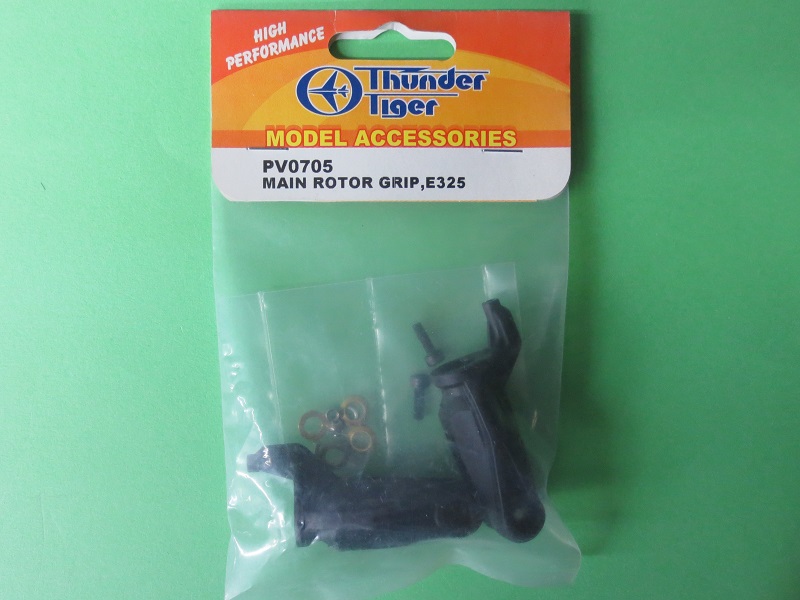 HIGH
PERFORMANCE
Thunder
Tiger
MODEL ACCESSORIES
PV0705
MAIN ROTOR GRIP,E325